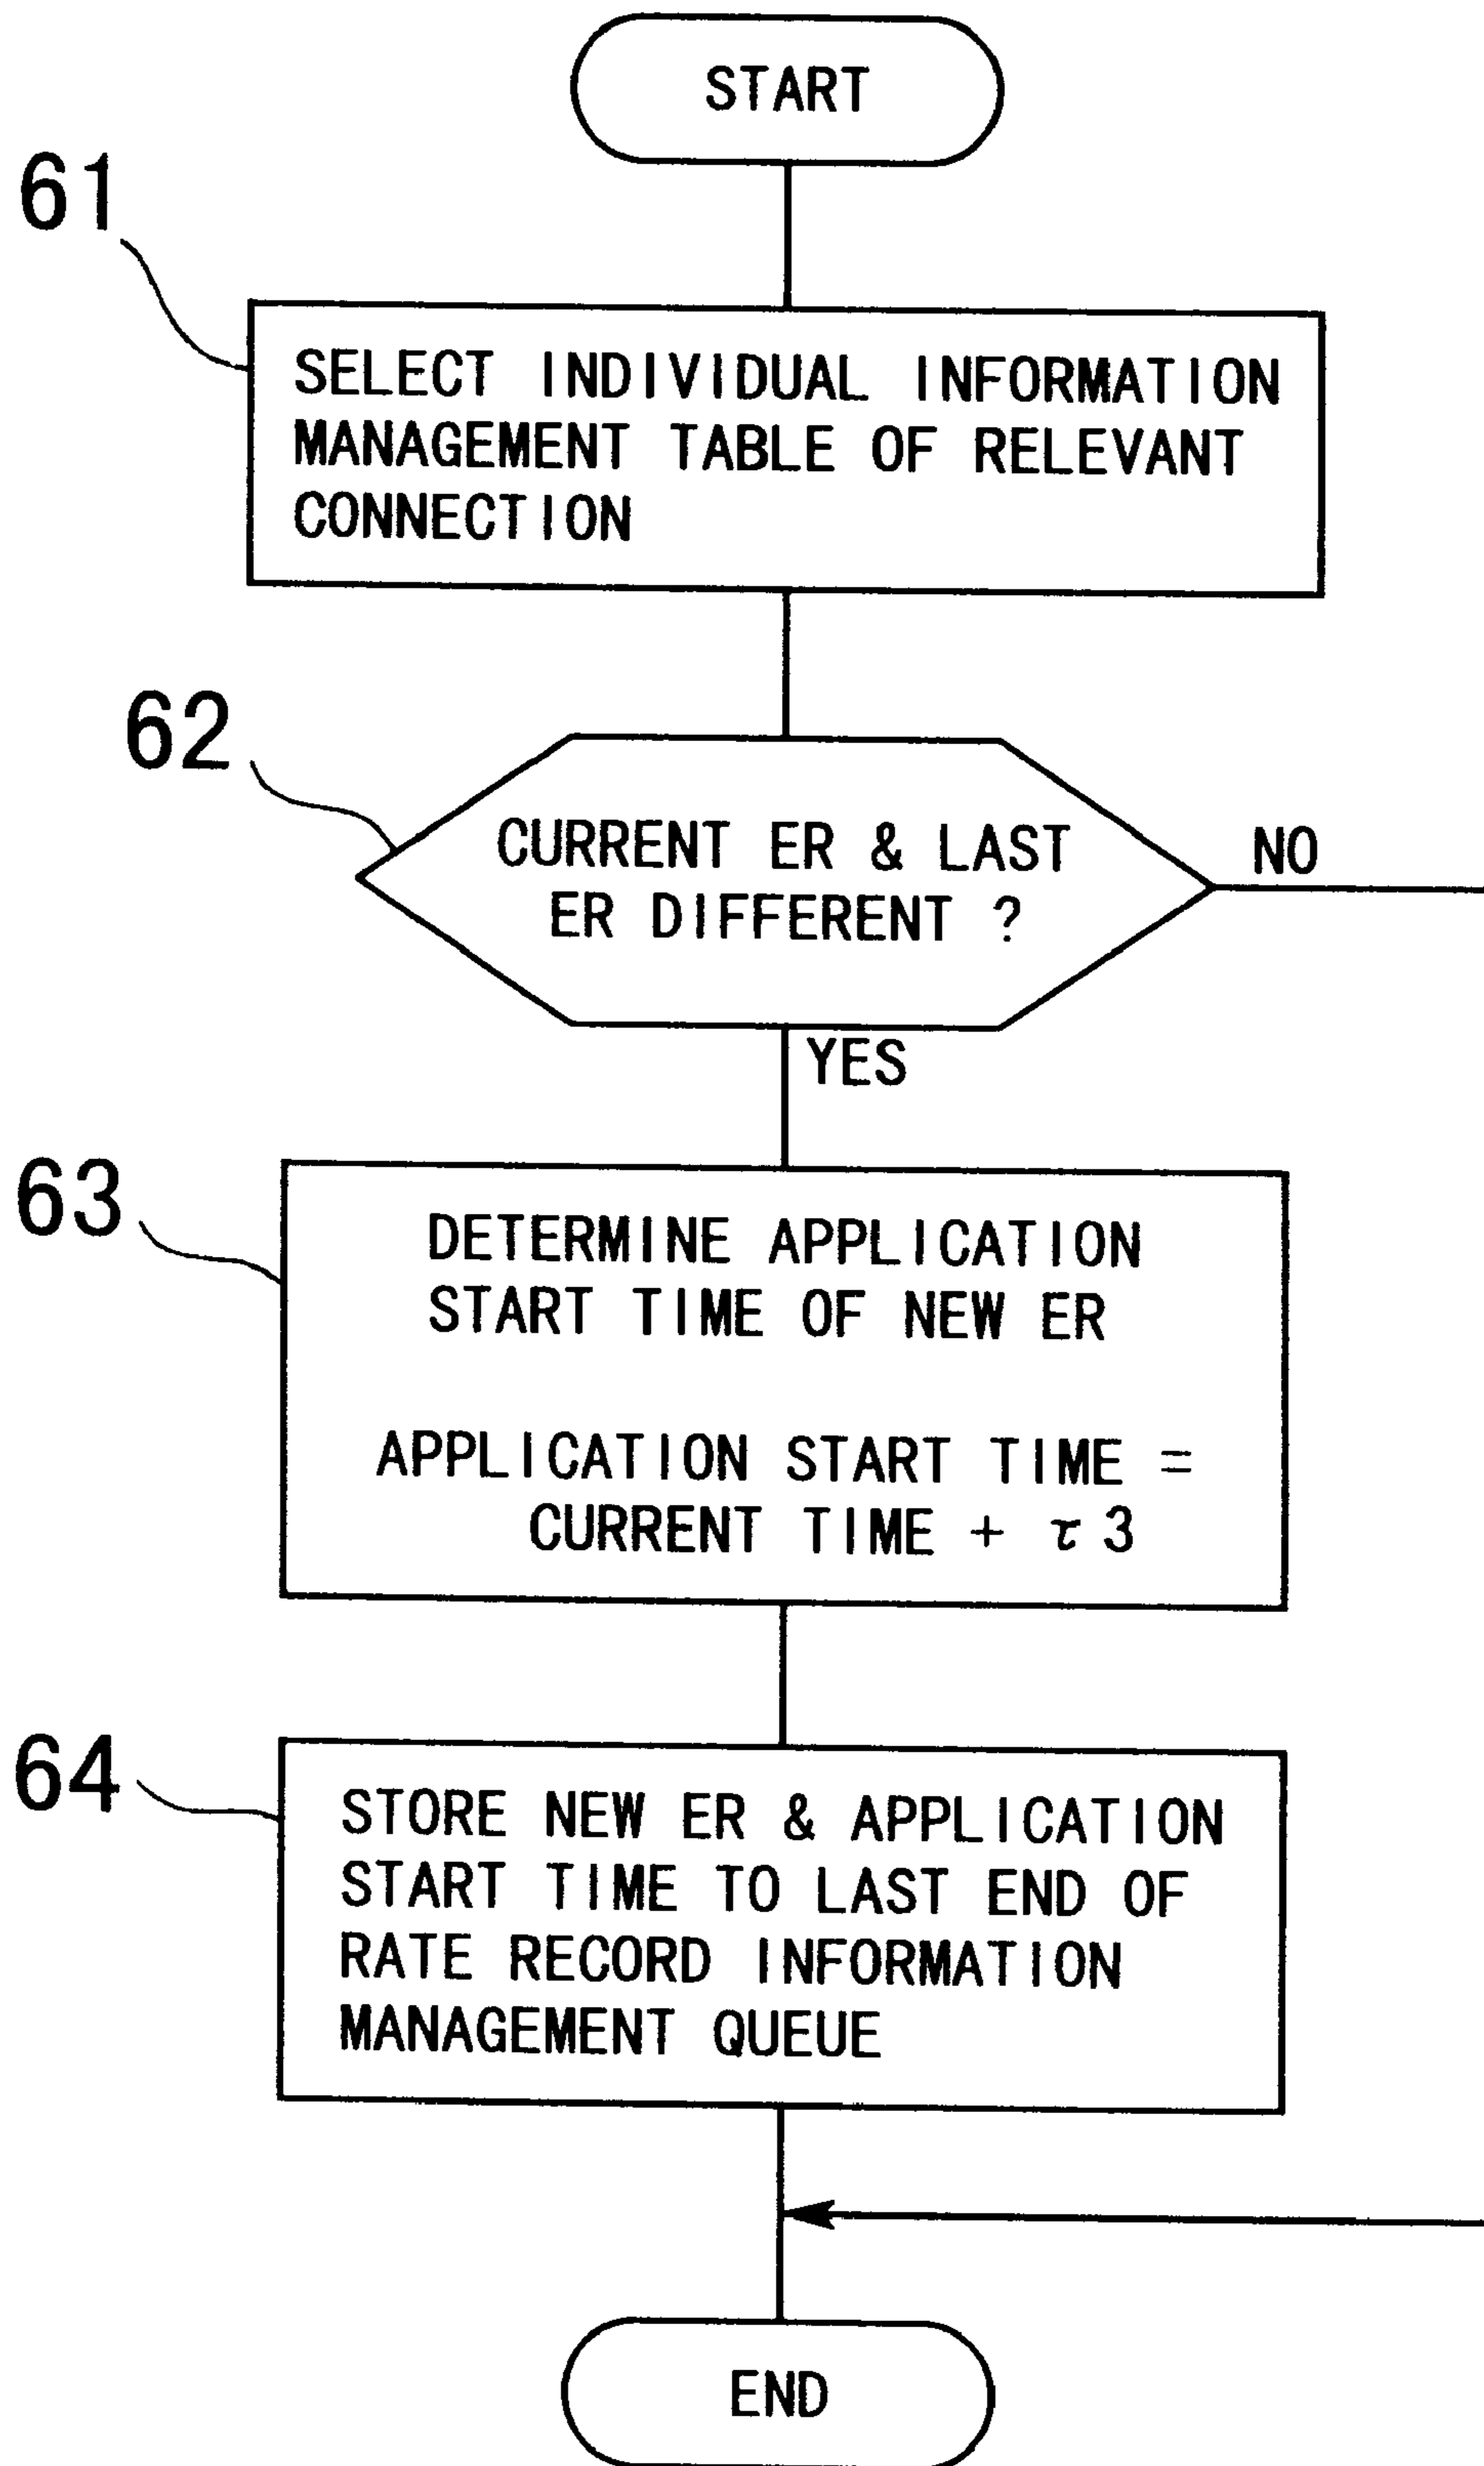 START
61
SELECT INDIVIDUAL INFORMATION
MANAGEMENT TABLE OF RELEVANT
CONNECTION
62
CURRENT ER & LAST
ER DIFFERENT ?
NO
YES
63
DETERMINE APPLICATION
START TIME OF NEW ER
APPLICATION START TIME =
CURRENT TIME + τ 3
64
STORE NEW ER & APPLICATION
START TIME TO LAST END OF
RATE RECORD INFORMATION
MANAGEMENT QUEUE
END